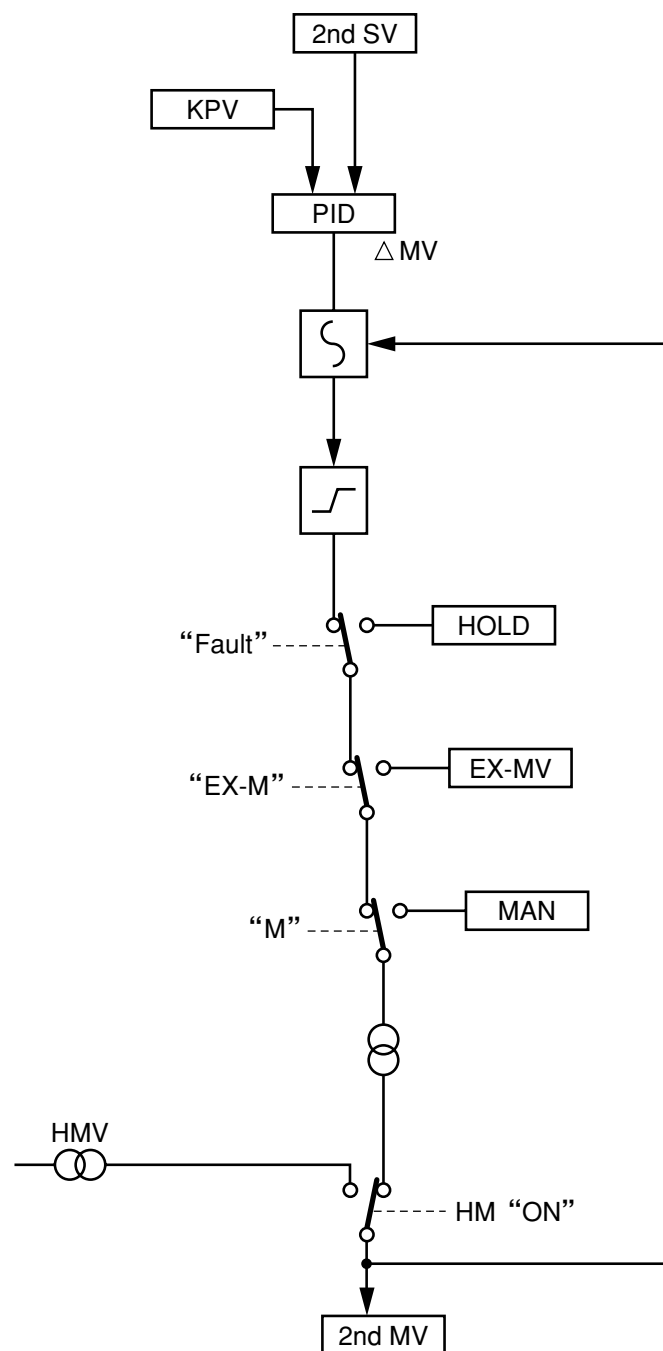 2nd SV
KPV
PID
△ MV
HOLD
“Fault”
EX-MV
“EX-M”
MAN
“M”
HMV
HM “ON”
2nd MV